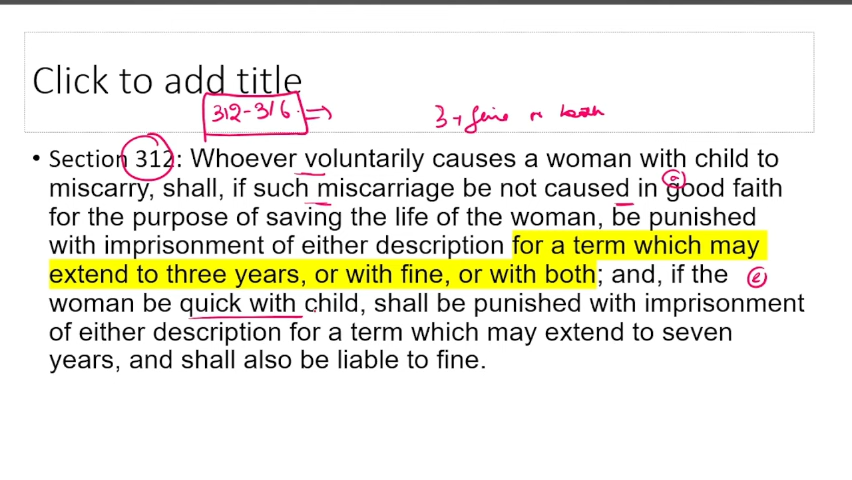 Click to add title
312-316 ⇒ 3 y fine or both
• Section 312: Whoever voluntarily causes a woman with child to
miscarry, shall, if such miscarriage be not caused in good faith
for the purpose of saving the life of the woman, be punished
with imprisonment of either description for a term which may
extend to three years, or with fine, or with both; and, if the
woman be quick with child, shall be punished with imprisonment
of either description for a term which may extend to seven
years, and shall also be liable to fine.